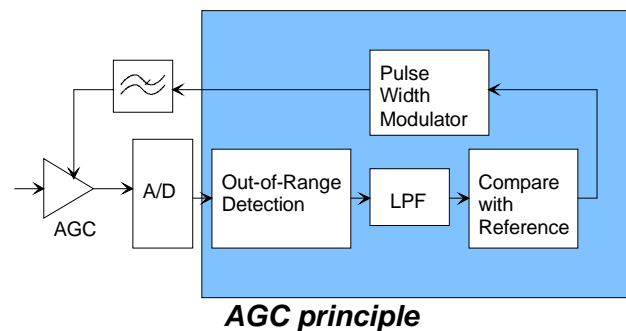 Pulse
Width
Modulator
AGC
A/D
Out-of-Range
Detection
LPF
Compare
with
Reference
AGC principle